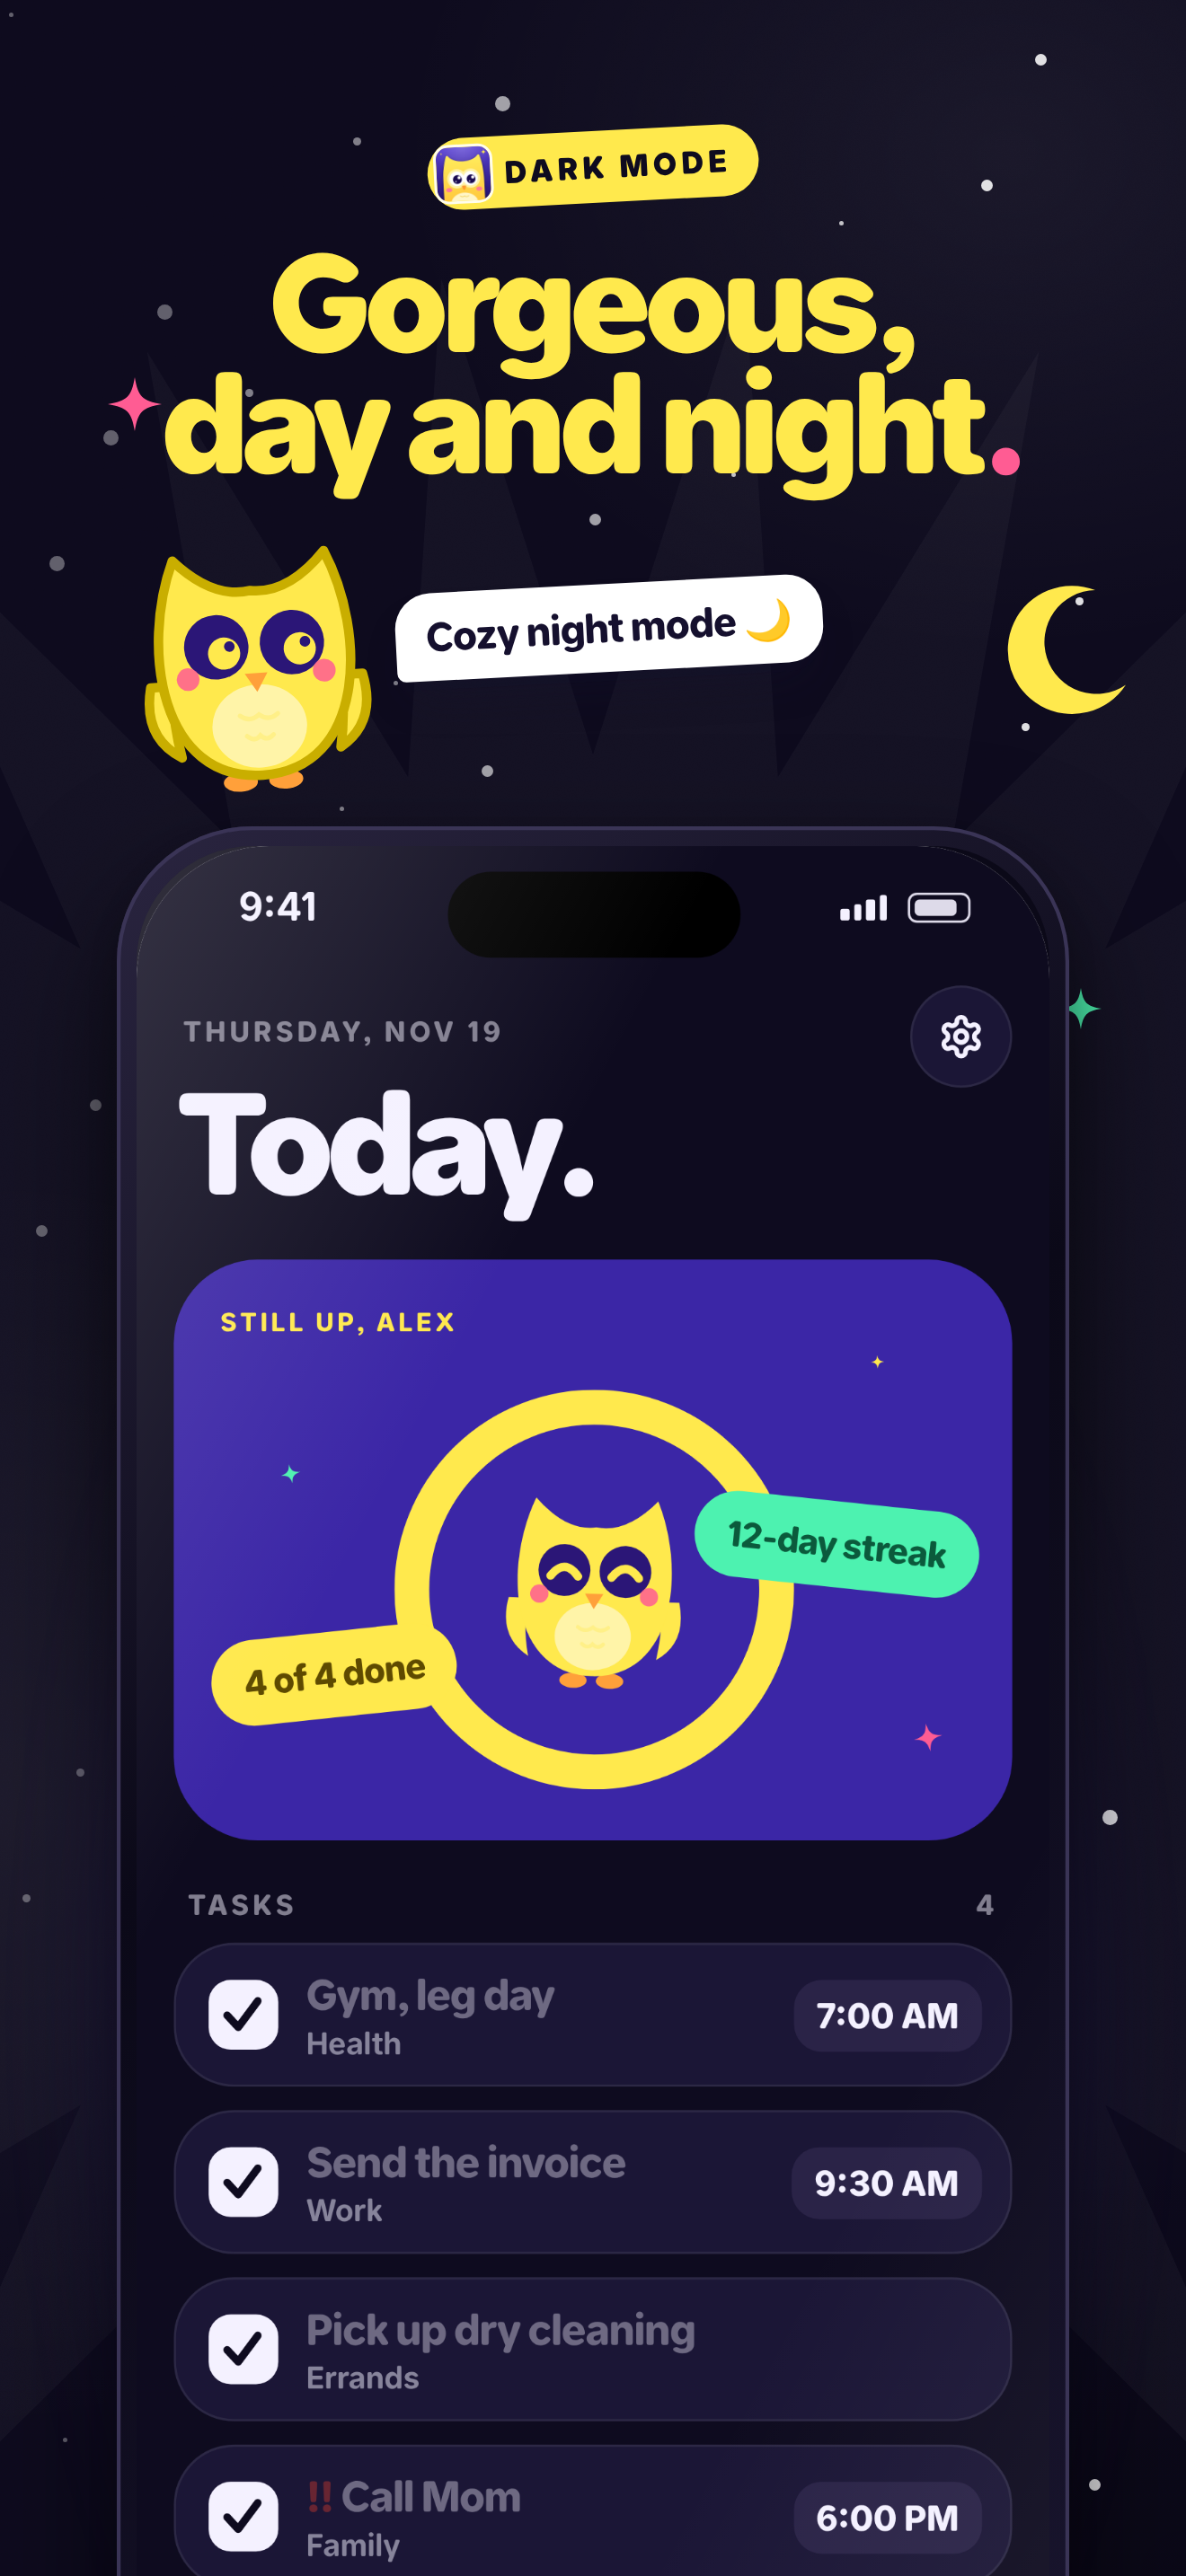 DARK MODE
Gorgeous,
day and night.
Cozy night mode 🌙
9:41
THURSDAY, NOV 19
Today.
STILL UP, ALEX
12-day streak
4 of 4 done
TASKS 4
Gym, leg day
Health
7:00 AM
Send the invoice
Work
9:30 AM
Pick up dry cleaning
Errands
!! Call Mom
Family
6:00 PM